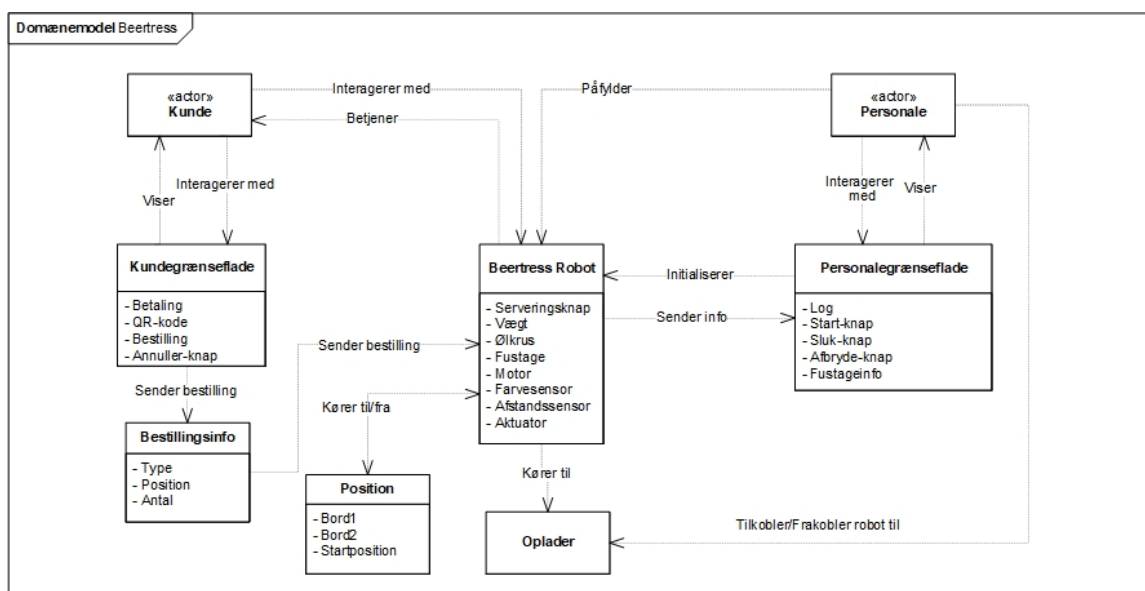 Domænemodel Beertress
«actor»
Kunde
Interagerer med
Betjener
Påfylder
«actor»
Personale
Viser
Interagerer med
Interagerer
med
Viser
Kundegrænseflade
- Betaling
- QR-kode
- Bestilling
- Annuller-knap
Beertress Robot
- Serveringsknap
- Vægt
- Ølkrus
- Fustage
- Motor
- Farvesensor
- Afstandssensor
- Aktuator
Initialiserer
Sender info
Personalegrænseflade
- Log
- Start-knap
- Sluk-knap
- Afbryde-knap
- Fustageinfo
Sender bestilling
Sender bestilling
Bestillingsinfo
- Type
- Position
- Antal
Kører til/fra
Position
- Bord1
- Bord2
- Startposition
Kører til
Oplader
Tilkobler/Frakobler robot til